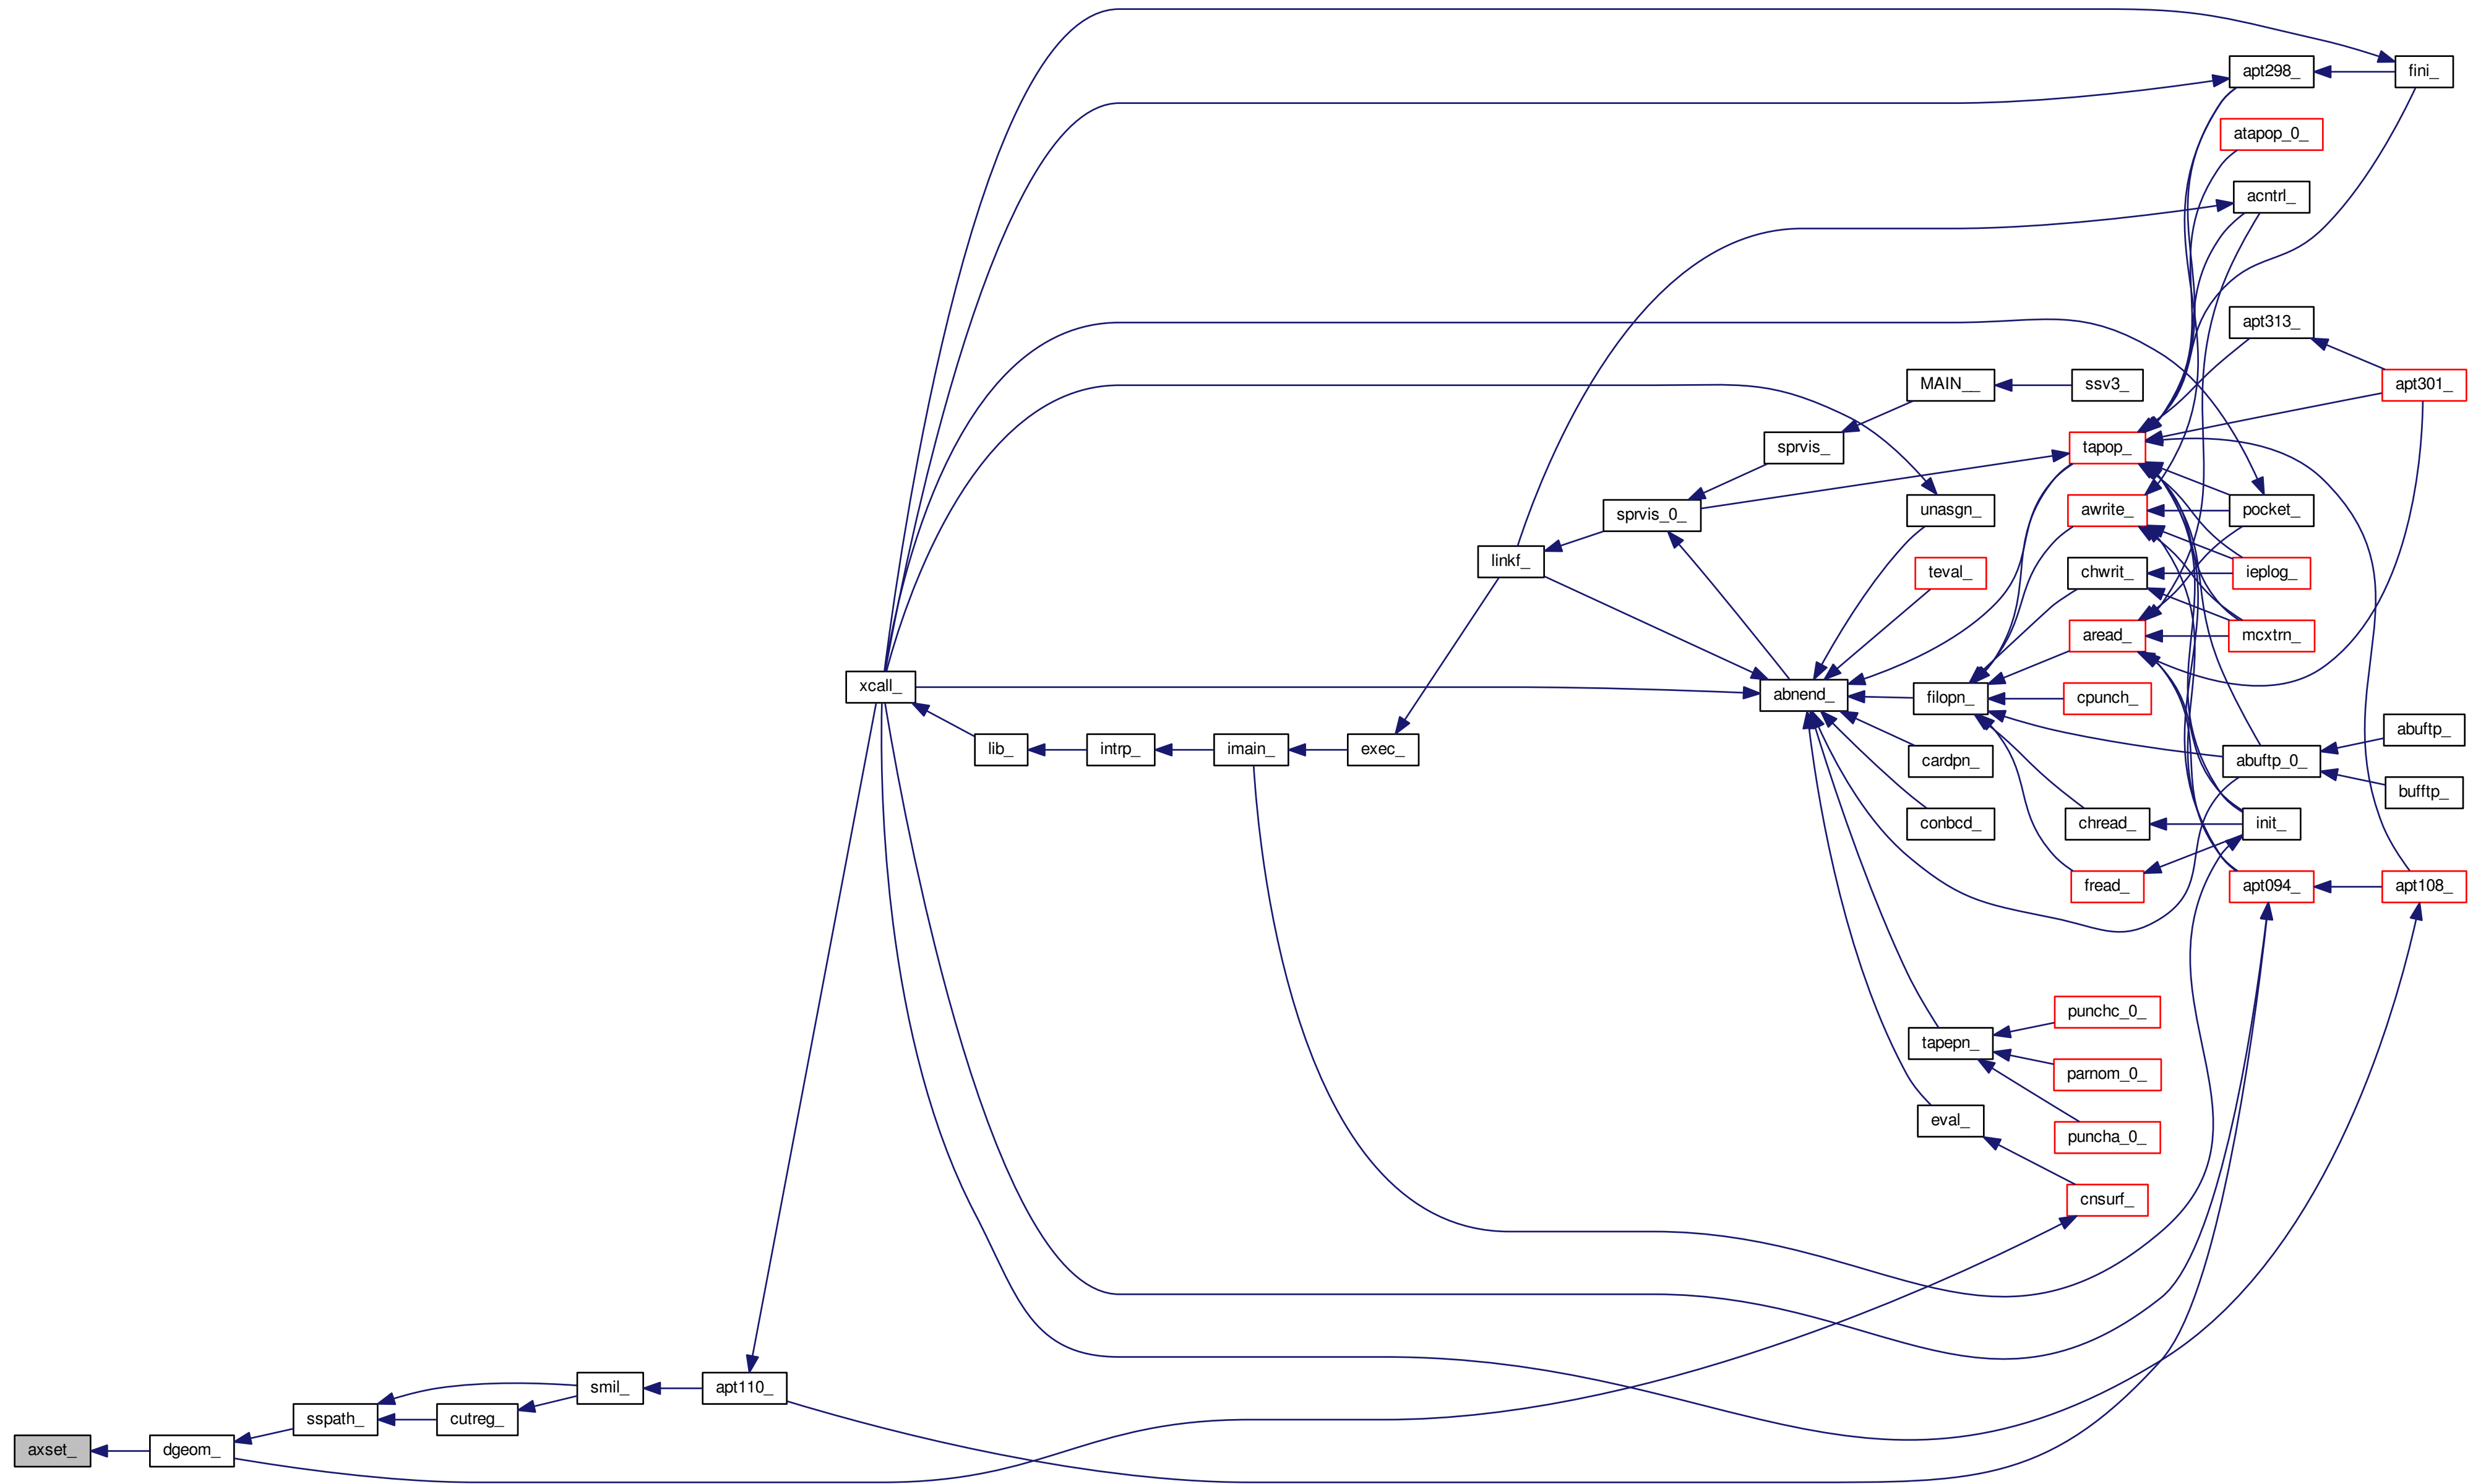 fini_
apt298_
atapop_0_
acntrl_
apt313_
MAIN__
ssv3_
apt301_
sprvis_
tapop_
sprvis_0_
unasgn_
awrite_
pocket_
linkf_
teval_
chwrit_
ieplog_
aread_
mcxtrn_
xcall_
abnend_
filopn_
cpunch_
abuftp_
lib_
intrp_
imain_
exec_
cardpn_
abuftp_0_
bufftp_
conbcd_
chread_
init_
fread_
apt094_
apt108_
punchc_0_
tapepn_
parnom_0_
eval_
puncha_0_
cnsurf_
smil_
apt110_
sspath_
cutreg_
axset_
dgeom_